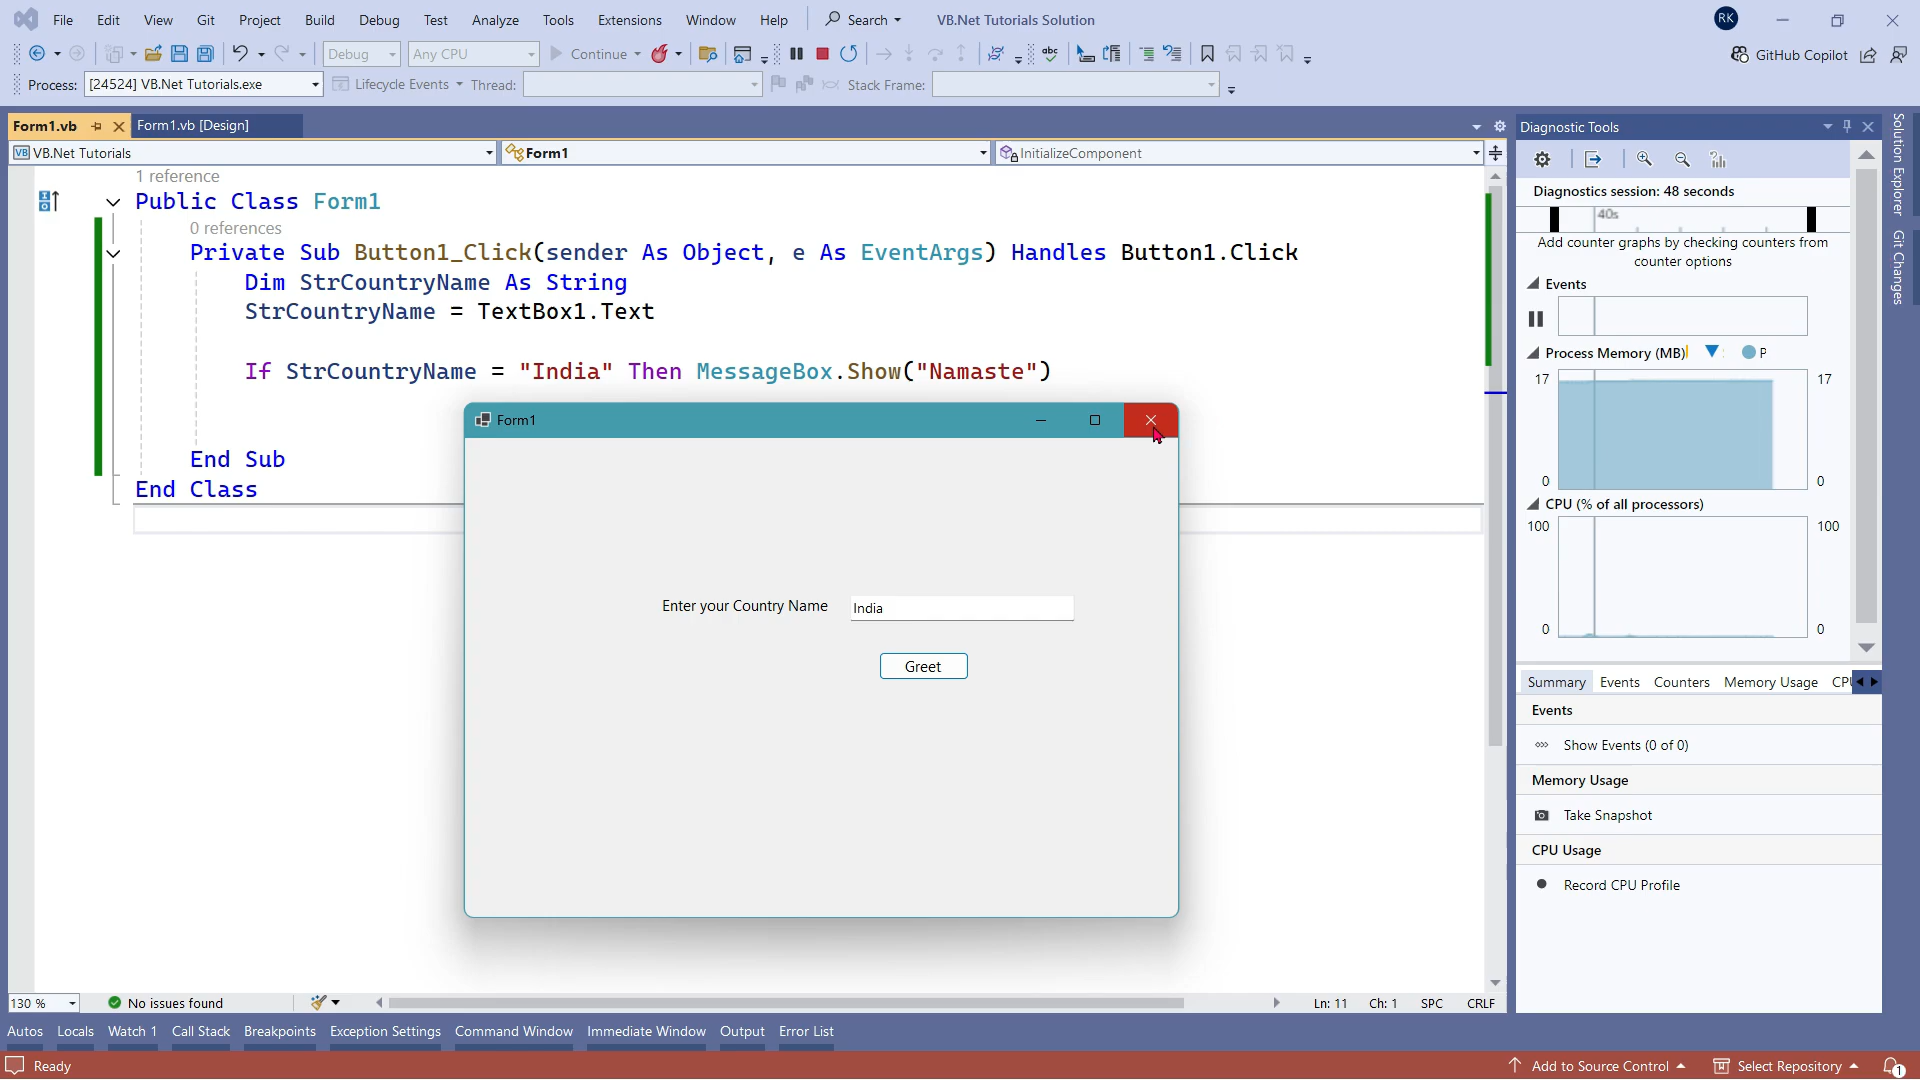 File Edit View Git Project Build Debug Test Analyze Tools Extensions Window Help Search VB.Net Tutorials Solution RK
Debug Any CPU Continue GitHub Copilot
Process: [24524] VB.Net Tutorials.exe Lifecycle Events Thread: Stack Frame:
Form1.vb Form1.vb [Design]
VB VB.Net Tutorials Form1 InitializeComponent
1 reference
Public Class Form1
0 references
Private Sub Button1_Click(sender As Object, e As EventArgs) Handles Button1.Click
Dim StrCountryName As String
StrCountryName = TextBox1.Text
If StrCountryName = "India" Then MessageBox.Show("Namaste")
End Sub
End Class
Form1
Enter your Country Name India
Greet
Diagnostic Tools
Diagnostics session: 48 seconds
40s
Add counter graphs by checking counters from
counter options
Events
Process Memory (MB) P
17 17
0 0
CPU (% of all processors)
100 100
0 0
Summary Events Counters Memory Usage
Events
Show Events (0 of 0)
Memory Usage
Take Snapshot
CPU Usage
Record CPU Profile
Solution Explorer
Git Changes
130 % No issues found Ln: 11 Ch: 1 SPC CRLF
Autos Locals Watch 1 Call Stack Breakpoints Exception Settings Command Window Immediate Window Output Error List
Ready Add to Source Control Select Repository 1